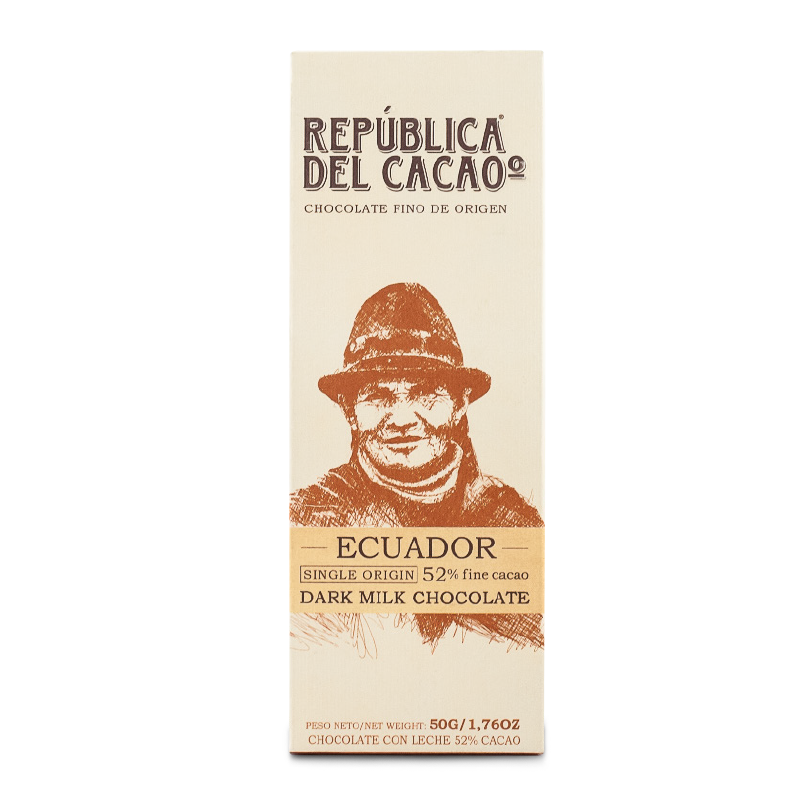 REPÚBLICA®
DEL CACAOº
CHOCOLATE FINO DE ORIGEN
ECUADOR
SINGLE ORIGIN 52% fine cacao
DARK MILK CHOCOLATE
PESO NETO/NET WEIGHT: 50G/1,76OZ
CHOCOLATE CON LECHE 52% CACAO